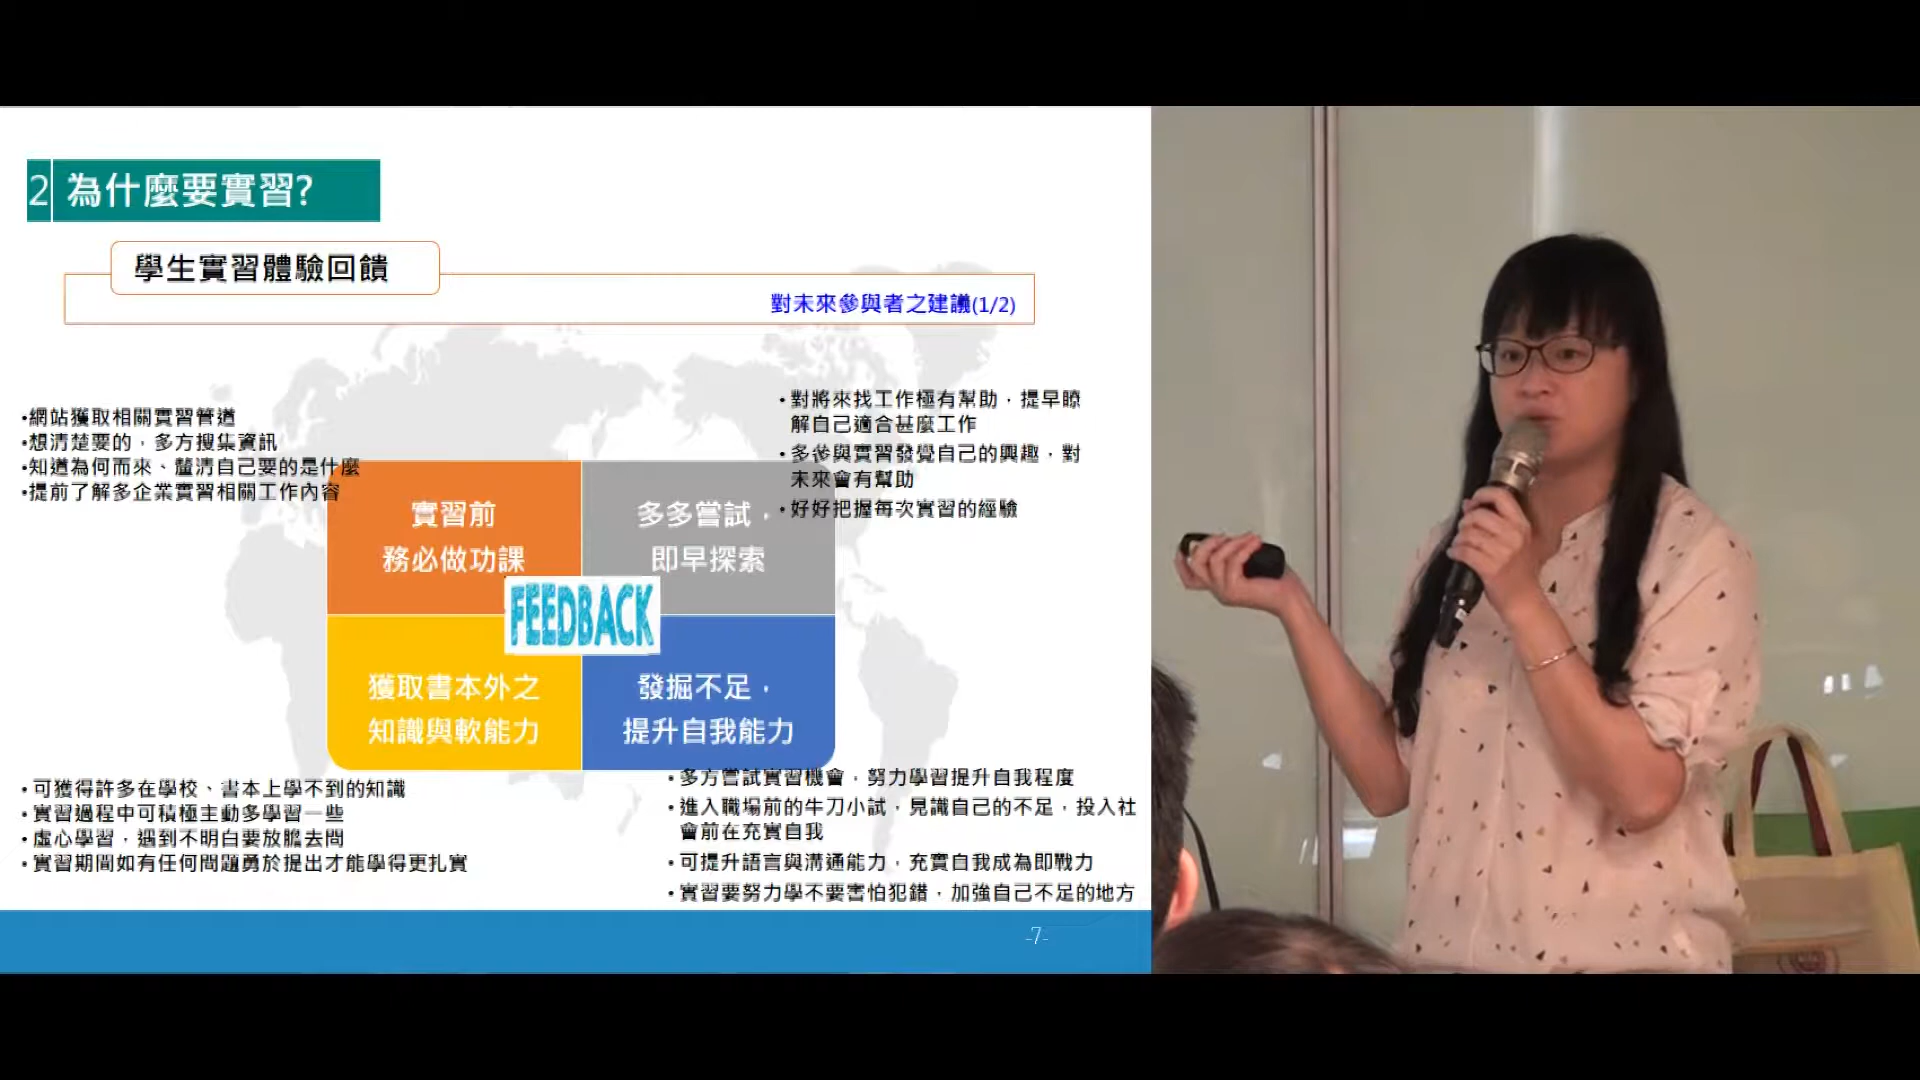 2 為什麼要實習?
學生實習體驗回饋
對未來參與者之建議(1/2)
•網站獲取相關實習管道
•想清楚要的，多方搜集資訊
•知道為何而來、釐清自己要的是什麼
•提前了解多企業實習相關工作內容
•對將來找工作極有幫助，提早瞭
解自己適合甚麼工作
•多參與實習發覺自己的興趣，對
未來會有幫助
•好好把握每次實習的經驗
實習前
務必做功課
多多嘗試，
即早探索
FEEDBACK
獲取書本外之
知識與軟能力
發掘不足，
提升自我能力
•可獲得許多在學校、書本上學不到的知識
•實習過程中可積極主動多學習一些
•虛心學習，遇到不明白要放膽去問
•實習期間如有任何問題勇於提出才能學得更扎實
•多方嘗試實習機會，努力學習提升自我程度
•進入職場前的牛刀小試，見識自己的不足，投入社
會前在充實自我
•可提升語言與溝通能力，充實自我成為即戰力
•實習要努力學不要害怕犯錯，加強自己不足的地方
-7-